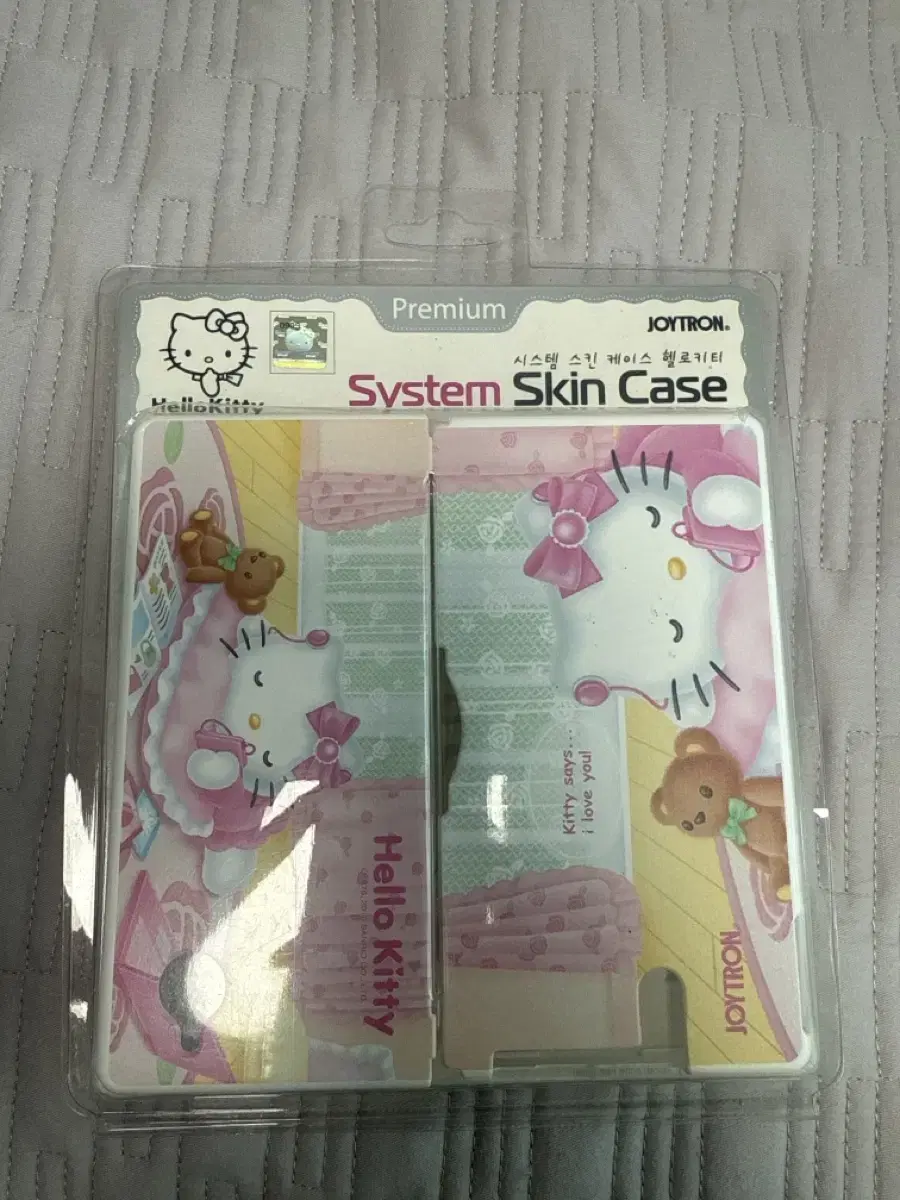 Premium
JOYTRON®
시스템 스킨 케이스 헬로키티
Hello Kitty
System Skin Case
Kitty says...
i love you!
Hello Kitty
JOYTRON